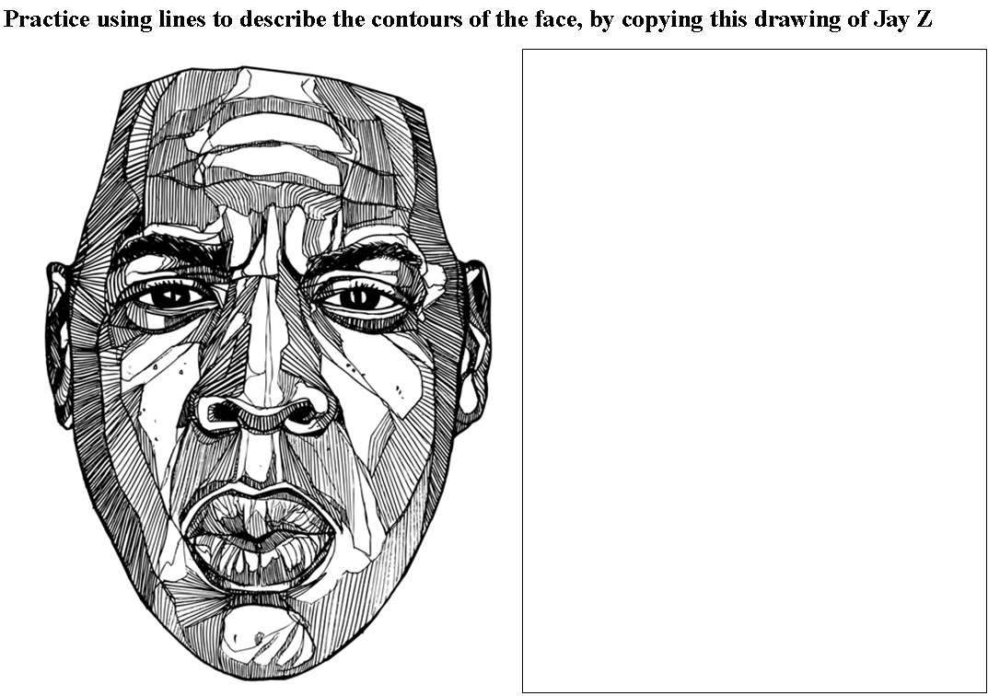 Practice using lines to describe the contours of the face, by copying this drawing of Jay Z